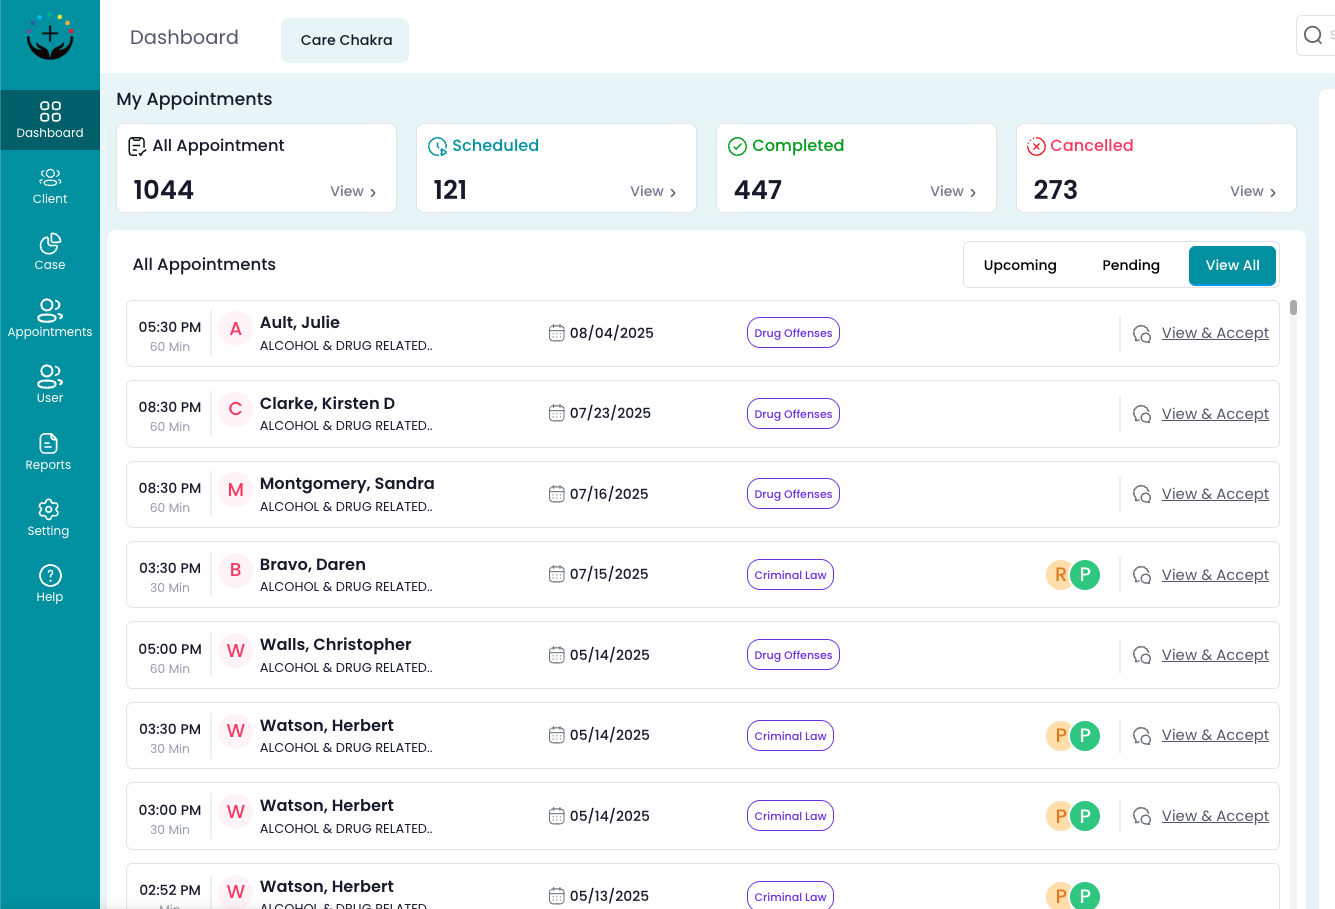 Dashboard
Care Chakra
Dashboard
Client
Case
Appointments
User
Reports
Setting
Help
My Appointments
All Appointment
1044
View
Scheduled
121
View
Completed
447
View
Cancelled
273
View
All Appointments
Upcoming
Pending
View All
05:30 PM
60 Min
A
Ault, Julie
ALCOHOL & DRUG RELATED..
08/04/2025
Drug Offenses
View & Accept
08:30 PM
60 Min
C
Clarke, Kirsten D
ALCOHOL & DRUG RELATED..
07/23/2025
Drug Offenses
View & Accept
08:30 PM
60 Min
M
Montgomery, Sandra
ALCOHOL & DRUG RELATED..
07/16/2025
Drug Offenses
View & Accept
03:30 PM
30 Min
B
Bravo, Daren
ALCOHOL & DRUG RELATED..
07/15/2025
Criminal Law
R P
View & Accept
05:00 PM
60 Min
W
Walls, Christopher
ALCOHOL & DRUG RELATED..
05/14/2025
Drug Offenses
View & Accept
03:30 PM
30 Min
W
Watson, Herbert
ALCOHOL & DRUG RELATED..
05/14/2025
Criminal Law
P P
View & Accept
03:00 PM
30 Min
W
Watson, Herbert
ALCOHOL & DRUG RELATED..
05/14/2025
Criminal Law
P P
View & Accept
02:52 PM
Min
W
Watson, Herbert
ALCOHOL & DRUG RELATED..
05/13/2025
Criminal Law
P P